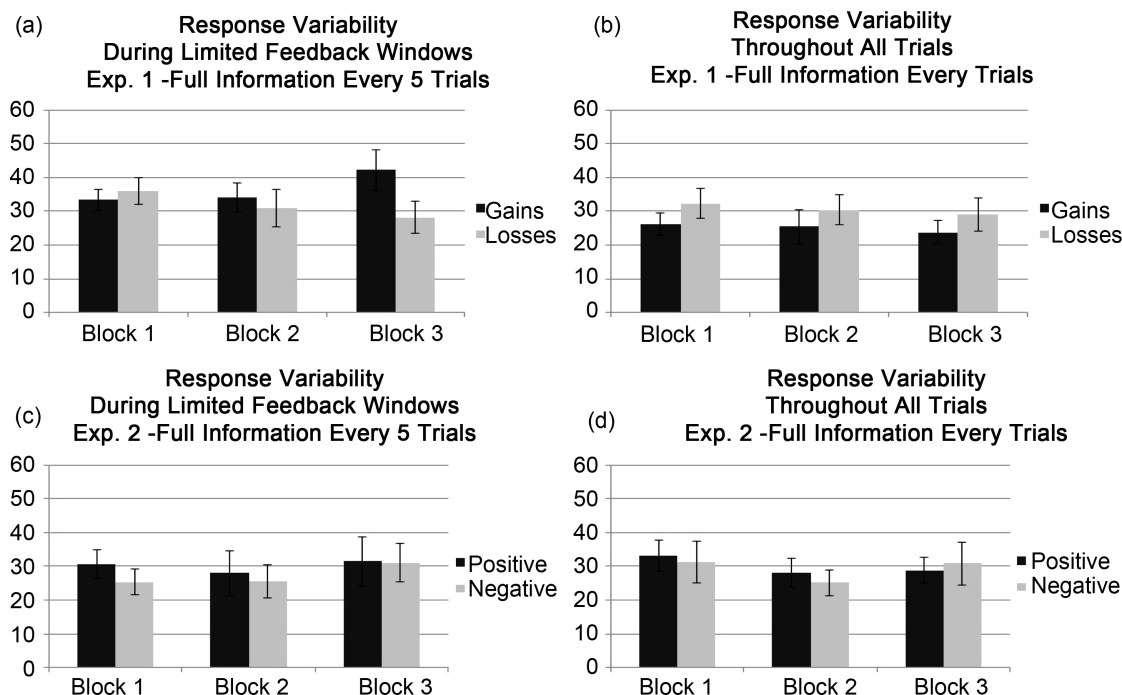 (a)
Response Variability
During Limited Feedback Windows
Exp. 1 -Full Information Every 5 Trials
60
50
40
30
20
10
0
Block 1 Block 2 Block 3
Gains
Losses
(b)
Response Variability
Throughout All Trials
Exp. 1 -Full Information Every Trials
60
50
40
30
20
10
0
Block 1 Block 2 Block 3
Gains
Losses
(c)
Response Variability
During Limited Feedback Windows
Exp. 2 -Full Information Every 5 Trials
60
50
40
30
20
10
0
Block 1 Block 2 Block 3
Positive
Negative
(d)
Response Variability
Throughout All Trials
Exp. 2 -Full Information Every Trials
60
50
40
30
20
10
0
Block 1 Block 2 Block 3
Positive
Negative